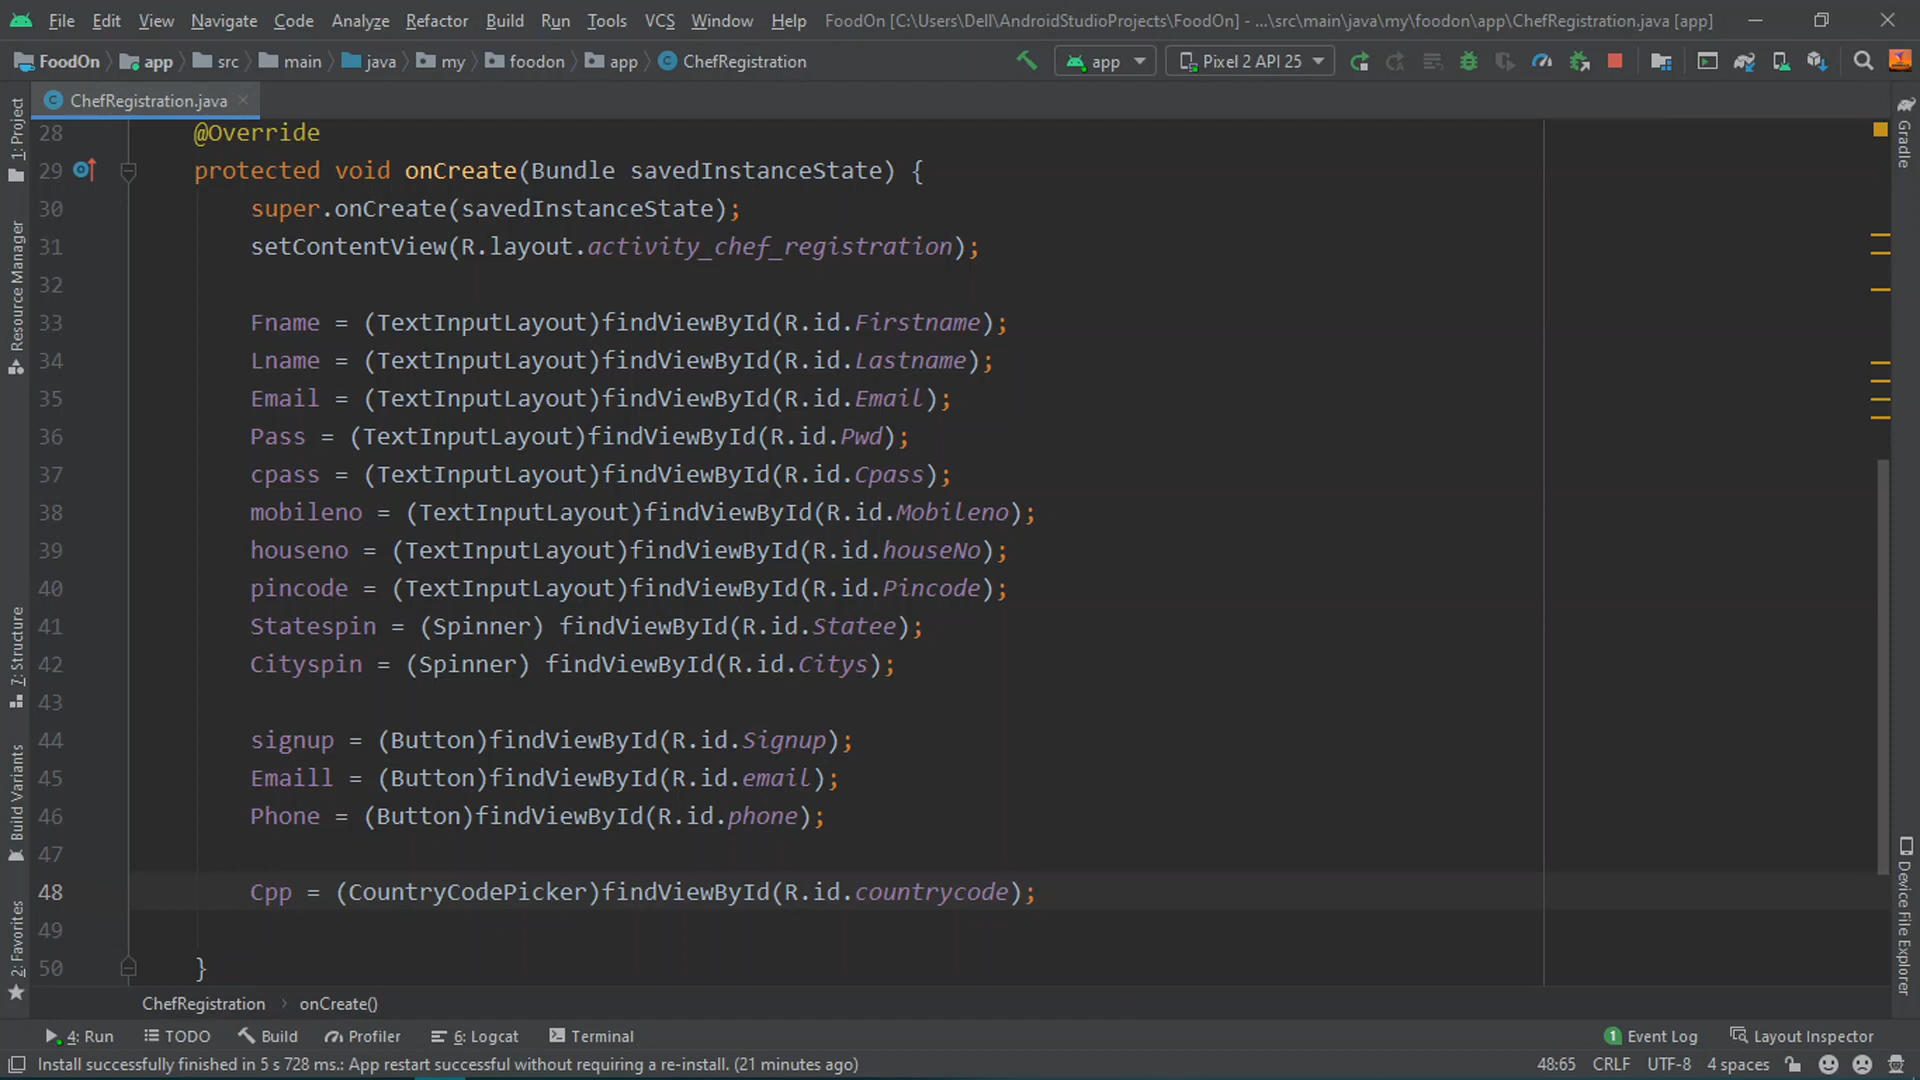 File Edit View Navigate Code Analyze Refactor Build Run Tools VCS Window Help FoodOn [C:\Users\Dell\AndroidStudioProjects\FoodOn] - ...\src\main\java\my\foodon\app\ChefRegistration.java [app]
FoodOn app src main java my foodon app ChefRegistration app Pixel 2 API 25
ChefRegistration.java
1: Project
Resource Manager
7: Structure
Build Variants
2: Favorites
28 @Override
29 protected void onCreate(Bundle savedInstanceState) {
30 super.onCreate(savedInstanceState);
31 setContentView(R.layout.activity_chef_registration);
32
33 Fname = (TextInputLayout)findViewById(R.id.Firstname);
34 Lname = (TextInputLayout)findViewById(R.id.Lastname);
35 Email = (TextInputLayout)findViewById(R.id.Email);
36 Pass = (TextInputLayout)findViewById(R.id.Pwd);
37 cpass = (TextInputLayout)findViewById(R.id.Cpass);
38 mobileno = (TextInputLayout)findViewById(R.id.Mobileno);
39 houseno = (TextInputLayout)findViewById(R.id.houseNo);
40 pincode = (TextInputLayout)findViewById(R.id.Pincode);
41 Statespin = (Spinner) findViewById(R.id.Statee);
42 Cityspin = (Spinner) findViewById(R.id.Citys);
43
44 signup = (Button)findViewById(R.id.Signup);
45 Emaill = (Button)findViewById(R.id.email);
46 Phone = (Button)findViewById(R.id.phone);
47
48 Cpp = (CountryCodePicker)findViewById(R.id.countrycode);
49
50 }
Gradle
Device File Explorer
ChefRegistration › onCreate()
4: Run TODO Build Profiler 6: Logcat Terminal 1 Event Log Layout Inspector
Install successfully finished in 5 s 728 ms.: App restart successful without requiring a re-install. (21 minutes ago) 48:65 CRLF UTF-8 4 spaces